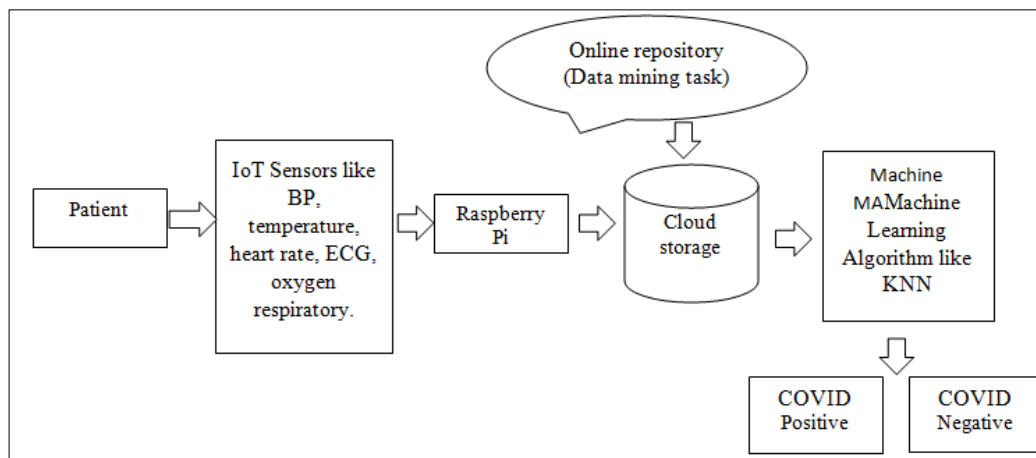 Online repository
(Data mining task)
Patient
IoT Sensors like
BP,
temperature,
heart rate, ECG,
oxygen
respiratory.
Raspberry
Pi
Cloud
storage
Machine
MAMachine
Learning
Algorithm like
KNN
COVID
Positive
COVID
Negative